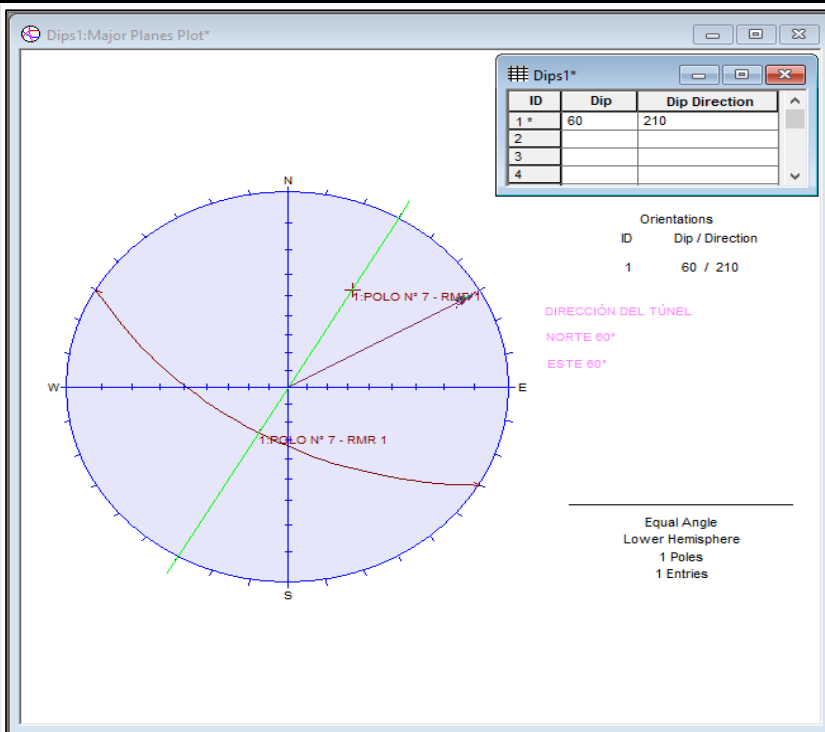 Dips1:Major Planes Plot*
Dips1*
ID Dip Dip Direction
1 * 60 210
2
3
4
Orientations
ID Dip / Direction
1 60 / 210
N
1:POLO N° 7 - RMR 1
DIRECCIÓN DEL TÚNEL
NORTE 60°
ESTE 60°
W
E
1:POLO N° 7 - RMR 1
S
Equal Angle
Lower Hemisphere
1 Poles
1 Entries